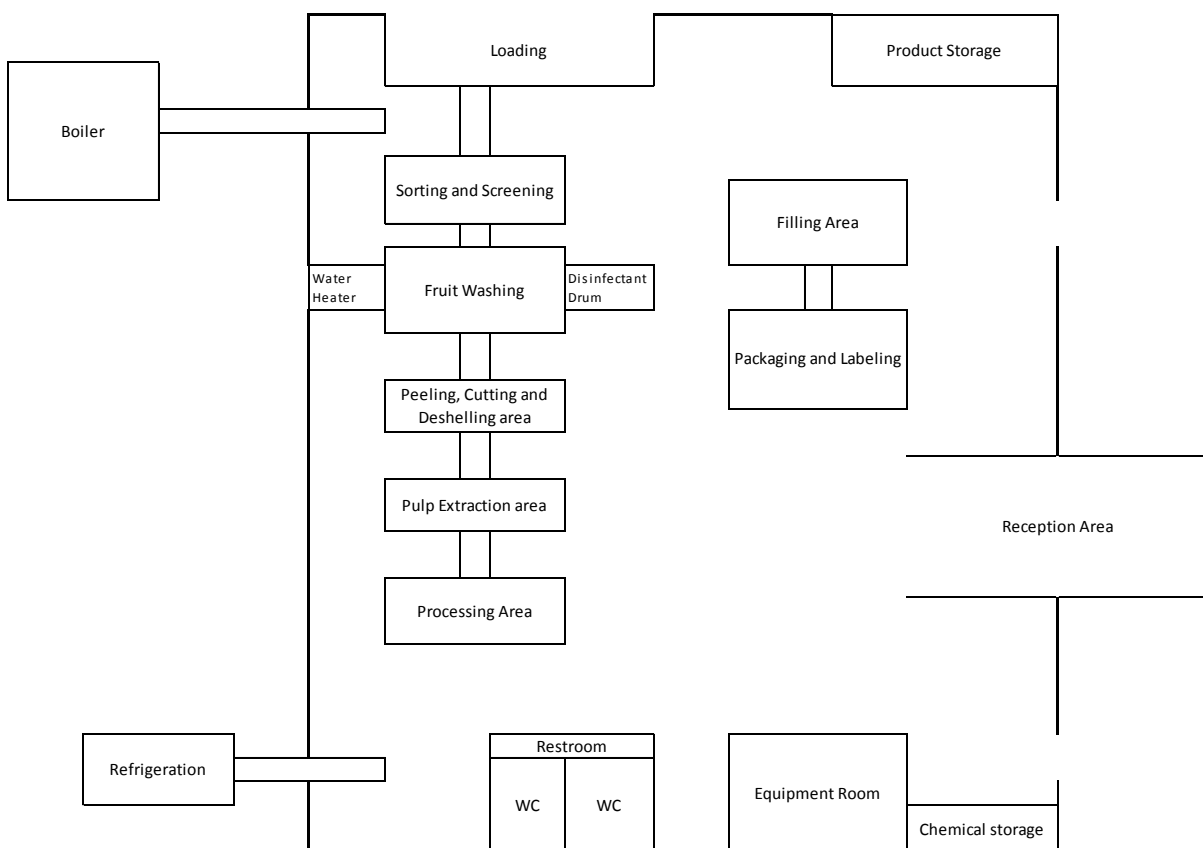 Loading
Product Storage
Boiler
Sorting and Screening
Filling Area
Water
Heater
Fruit Washing
Disinfectant
Drum
Packaging and Labeling
Peeling, Cutting and
Deshelling area
Pulp Extraction area
Reception Area
Processing Area
Restroom
Refrigeration
WC
WC
Equipment Room
Chemical storage